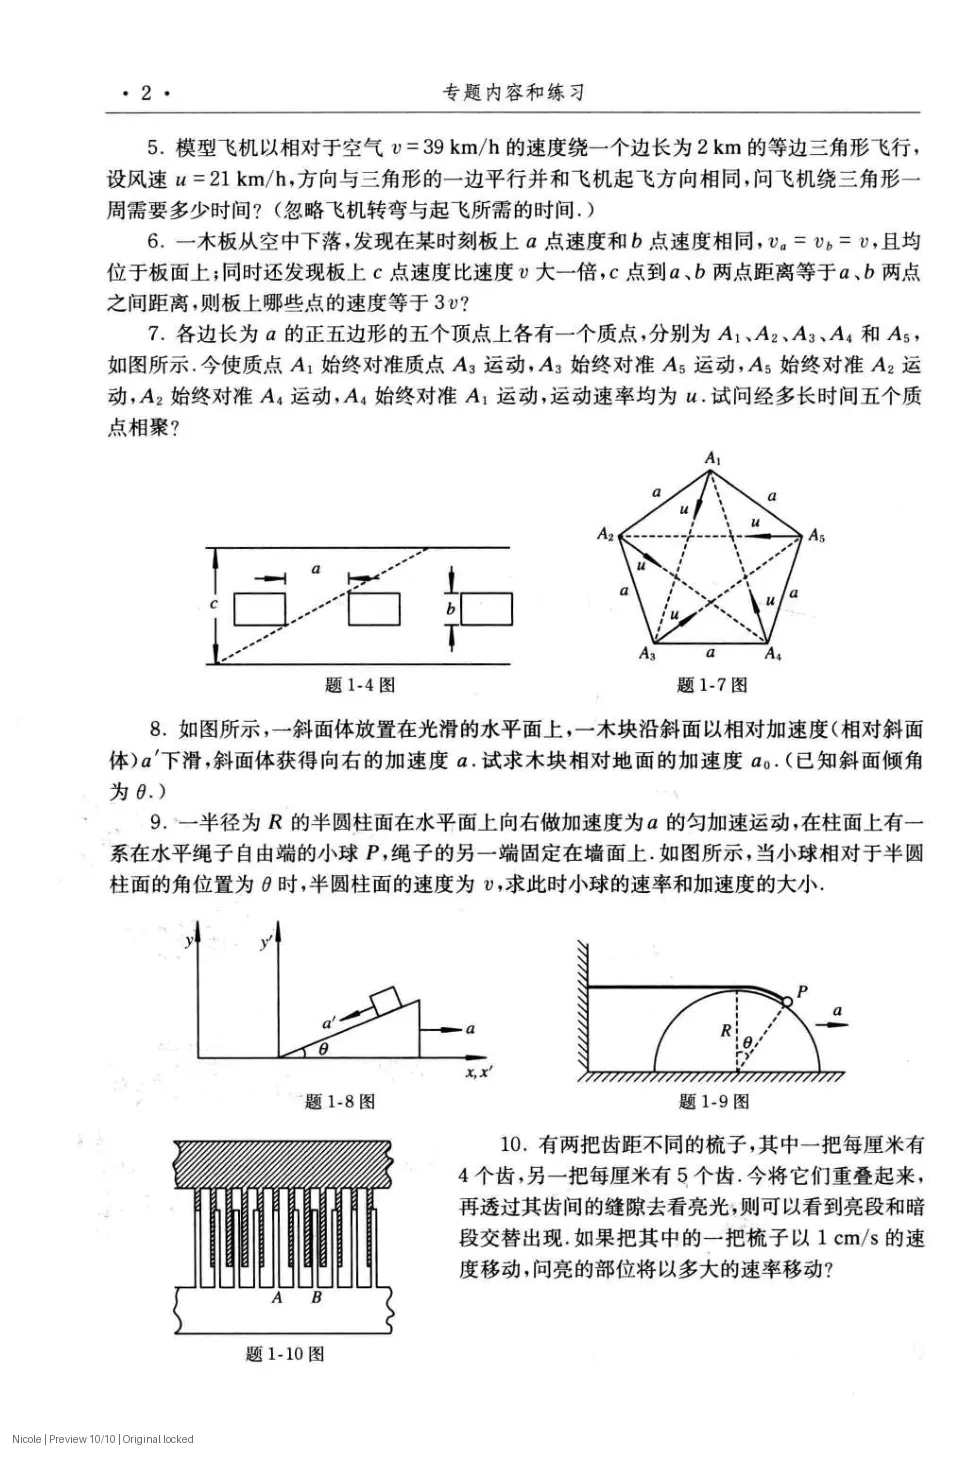 · 2 ·
专题内容和练习
5. 模型飞机以相对于空气 v = 39 km/h 的速度绕一个边长为 2 km 的等边三角形飞行，
设风速 u = 21 km/h，方向与三角形的一边平行并和飞机起飞方向相同，问飞机绕三角形一
周需要多少时间？（忽略飞机转弯与起飞所需的时间．）
6. 一木板从空中下落，发现在某时刻板上 a 点速度和 b 点速度相同，vₐ = v_b = v，且均
位于板面上；同时还发现板上 c 点速度比速度 v 大一倍，c 点到 a、b 两点距离等于 a、b 两点
之间距离，则板上哪些点的速度等于 3v？
7. 各边长为 a 的正五边形的五个顶点上各有一个质点，分别为 A₁、A₂、A₃、A₄ 和 A₅，
如图所示．今使质点 A₁ 始终对准质点 A₃ 运动，A₃ 始终对准 A₅ 运动，A₅ 始终对准 A₂ 运
动，A₂ 始终对准 A₄ 运动，A₄ 始终对准 A₁ 运动，运动速率均为 u．试问经多长时间五个质
点相聚？
a
c
b
题 1-4 图
A₁
a
a
u
u
A₂
A₅
u
a
a
u
u
A₃
a
A₄
题 1-7 图
8. 如图所示，一斜面体放置在光滑的水平面上，一木块沿斜面以相对加速度（相对斜面
体）a′下滑，斜面体获得向右的加速度 a．试求木块相对地面的加速度 a₀．（已知斜面倾角
为 θ．）
9. 一半径为 R 的半圆柱面在水平面上向右做加速度为 a 的匀加速运动，在柱面上有一
系在水平绳子自由端的小球 P，绳子的另一端固定在墙面上．如图所示，当小球相对于半圆
柱面的角位置为 θ 时，半圆柱面的速度为 v，求此时小球的速率和加速度的大小．
y
y′
a′
θ
a
x, x′
题 1-8 图
P
a
R
θ
题 1-9 图
10. 有两把齿距不同的梳子，其中一把每厘米有
4 个齿，另一把每厘米有 5 个齿．今将它们重叠起来，
再透过其齿间的缝隙去看亮光，则可以看到亮段和暗
段交替出现．如果把其中的一把梳子以 1 cm/s 的速
度移动，问亮的部位将以多大的速率移动？
A
B
题 1-10 图
Nicole | Preview 10/10 | Original locked